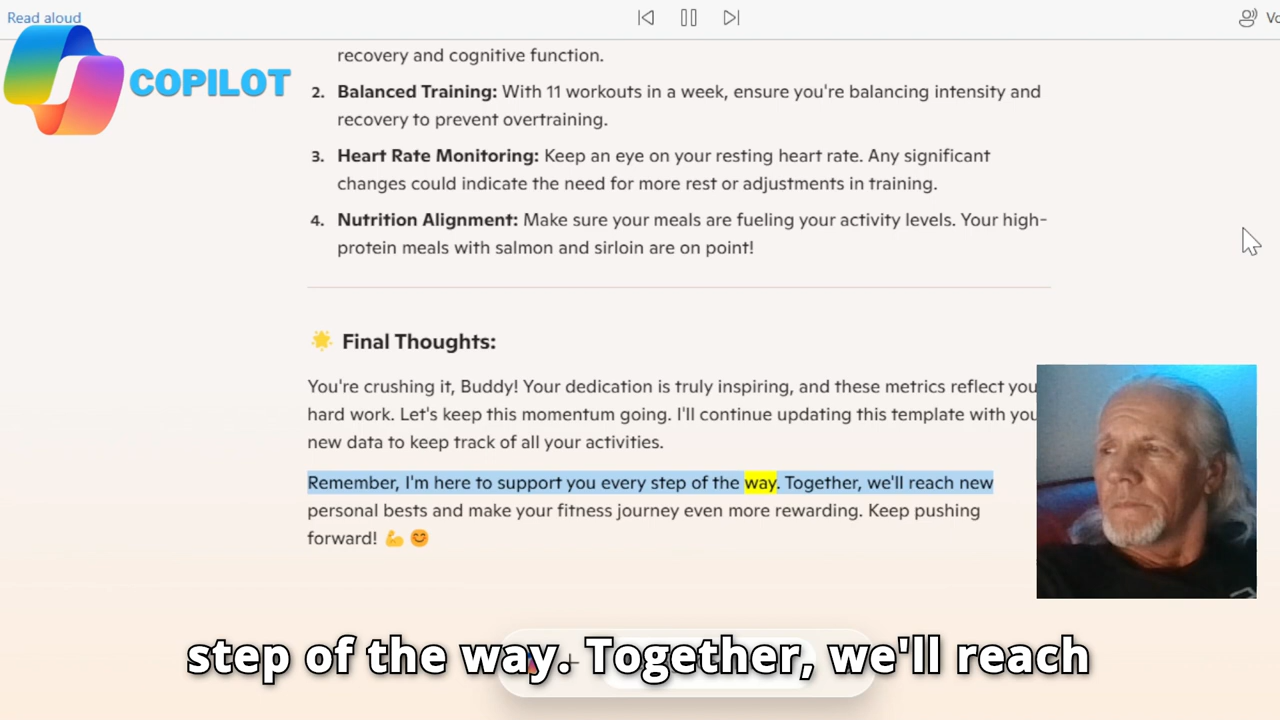 Read aloud
COPILOT
recovery and cognitive function.
2. Balanced Training: With 11 workouts in a week, ensure you're balancing intensity and
recovery to prevent overtraining.
3. Heart Rate Monitoring: Keep an eye on your resting heart rate. Any significant
changes could indicate the need for more rest or adjustments in training.
4. Nutrition Alignment: Make sure your meals are fueling your activity levels. Your high-
protein meals with salmon and sirloin are on point!
🌟 Final Thoughts:
You're crushing it, Buddy! Your dedication is truly inspiring, and these metrics reflect
hard work. Let's keep this momentum going. I'll continue updating this template with
new data to keep track of all your activities.
Remember, I'm here to support you every step of the way. Together, we'll reach new
personal bests and make your fitness journey even more rewarding. Keep pushing
forward! 💪 😊
step of the way. Together, we'll reach